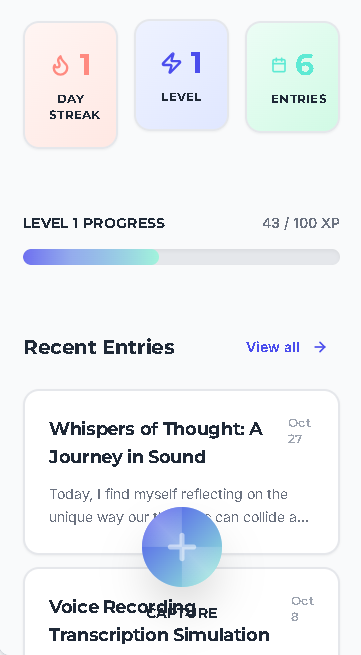 1
DAY
STREAK
1
LEVEL
6
ENTRIES
LEVEL 1 PROGRESS
43 / 100 XP
Recent Entries
View all
Whispers of Thought: A
Journey in Sound
Oct
27
Today, I find myself reflecting on the
unique way our can collide a...
Voice Recording
Transcription Simulation
Oct
8
CAPTURE